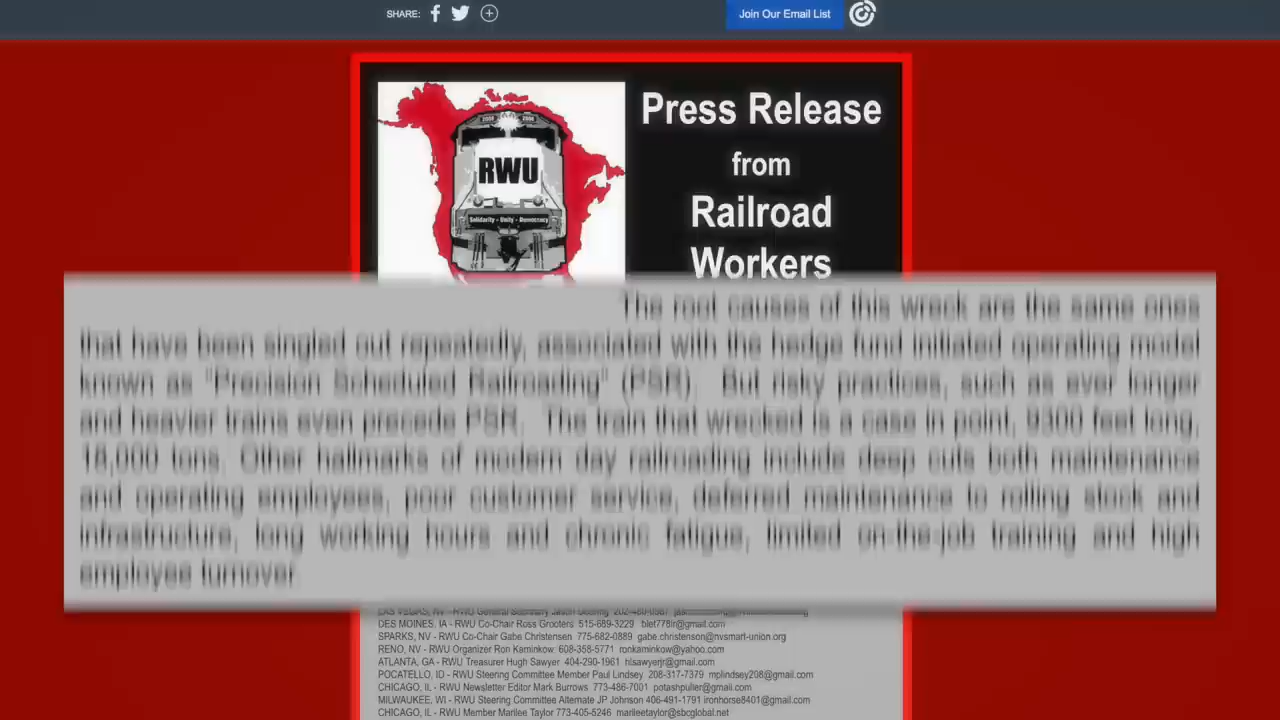 SHARE:
Join Our Email List
Press Release
from
Railroad
Workers
RWU
Solidarity - Unity - Democracy
The root causes of this wreck are the same ones
that have been singled out repeatedly, associated with the hedge fund initiated operating model
known as "Precision Scheduled Railroading" (PSR). But risky practices, such as ever longer
and heavier trains even precede PSR. The train that wrecked is a case in point, 9300 feet long,
18,000 tons. Other hallmarks of modern day railroading include deep cuts both maintenance
and operating employees, poor customer service, deferred maintenance to rolling stock and
infrastructure, long working hours and chronic fatigue, limited on-the-job training and high
employee turnover
LAS VEGAS, NV - RWU General Secretary Jason
DES MOINES, IA - RWU Co-Chair Ross Grooters 515-689-3229 blet778lr@gmail.com
SPARKS, NV - RWU Co-Chair Gabe Christensen 775-682-0889 gabe.christenson@nvsmart-union.org
RENO, NV - RWU Organizer Ron Kaminkow 608-358-5771 ronkaminkow@yahoo.com
ATLANTA, GA - RWU Treasurer Hugh Sawyer 404-290-1961 hlsawyerjr@gmail.com
POCATELLO, ID - RWU Steering Committee Member Paul Lindsey 208-317-7379 mplindsey208@gmail.com
CHICAGO, IL - RWU Newsletter Editor Mark Burrows 773-486-7001 potashpuller@gmail.com
MILWAUKEE, WI - RWU Steering Committee Alternate JP Johnson 406-491-1791 ironhorse8401@gmail.com
CHICAGO, IL - RWU Member Marilee Taylor 773-405-5246 marileetaylor@sbcglobal.net